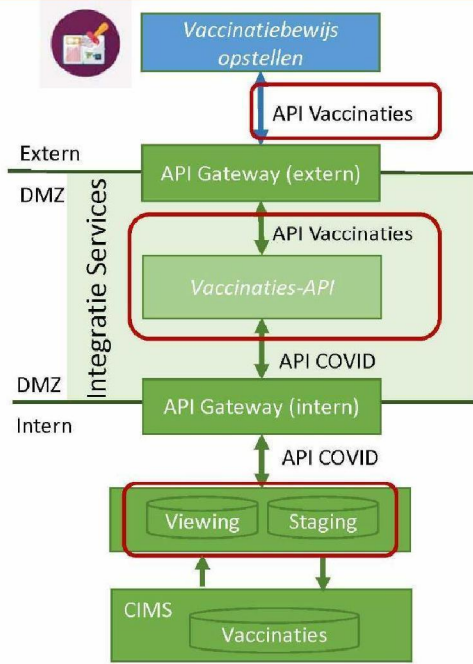 Vaccinatiebewijs
opstellen
API Vaccinaties
Extern
API Gateway (extern)
DMZ
API Vaccinaties
Integratie Services
Vaccinaties-API
API COVID
DMZ
API Gateway (intern)
Intern
API COVID
Viewing
Staging
CIMS
Vaccinaties